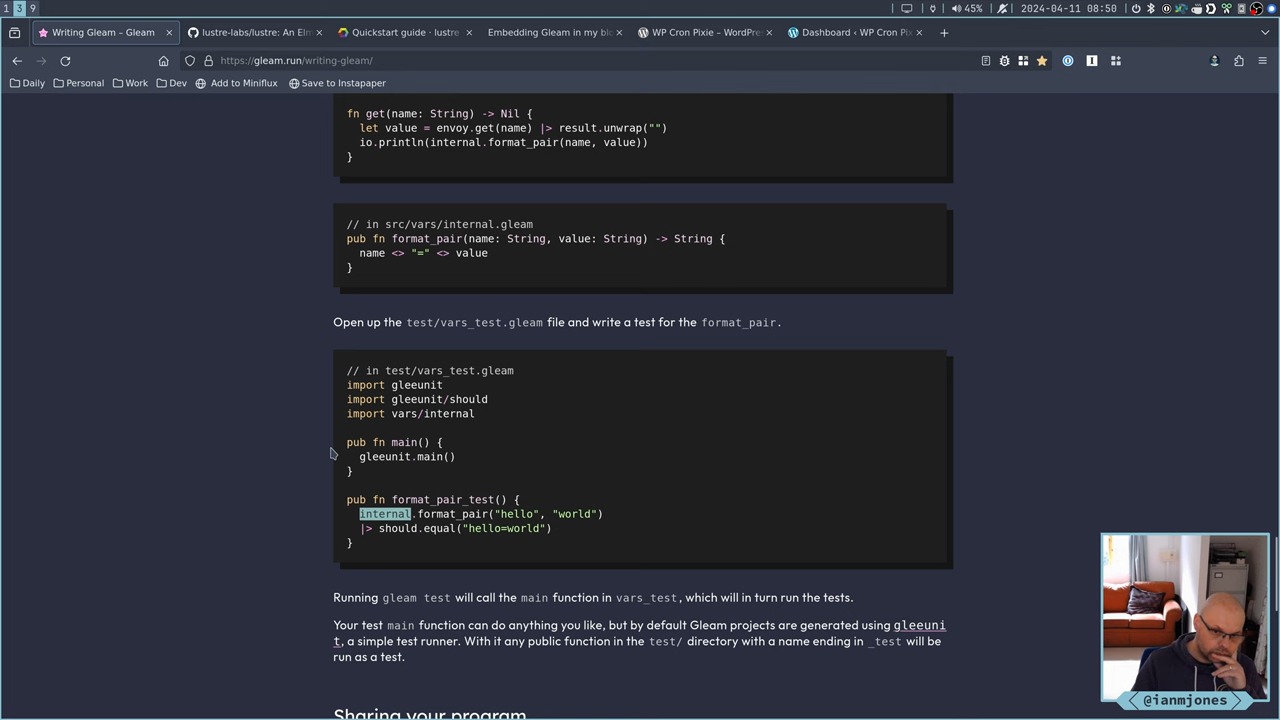 1 3 9
45% 2024-04-11 08:50
Writing Gleam – Gleam
lustre-labs/lustre: An Elm
Quickstart guide · lustre
Embedding Gleam in my blo
WP Cron Pixie – WordPres
Dashboard ‹ WP Cron Pix
https://gleam.run/writing-gleam/
Daily Personal Work Dev Add to Miniflux Save to Instapaper
fn get(name: String) -> Nil {
let value = envoy.get(name) |> result.unwrap("")
io.println(internal.format_pair(name, value))
}
// in src/vars/internal.gleam
pub fn format_pair(name: String, value: String) -> String {
name <> "=" <> value
}
Open up the test/vars_test.gleam file and write a test for the format_pair.
// in test/vars_test.gleam
import gleeunit
import gleeunit/should
import vars/internal
pub fn main() {
gleeunit.main()
}
pub fn format_pair_test() {
internal.format_pair("hello", "world")
|> should.equal("hello=world")
}
Running gleam test will call the main function in vars_test, which will in turn run the tests.
Your test main function can do anything you like, but by default Gleam projects are generated using gleeuni
t, a simple test runner. With it any public function in the test/ directory with a name ending in _test will be
run as a test.
Sharing your program
@ianmjones